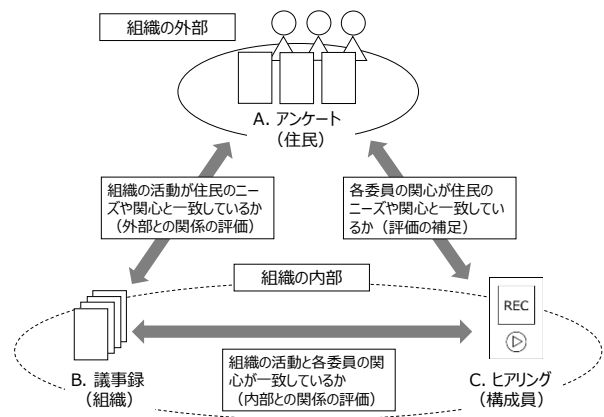 組織の外部
A. アンケート
（住民）
組織の活動が住民のニー
ズや関心と一致しているか
（外部との関係の評価）
各委員の関心が住民の
ニーズや関心と一致してい
るか（評価の補足）
組織の内部
REC
B. 議事録
（組織）
組織の活動と各委員の関
心が一致しているか
（内部との関係の評価）
C. ヒアリング
（構成員）